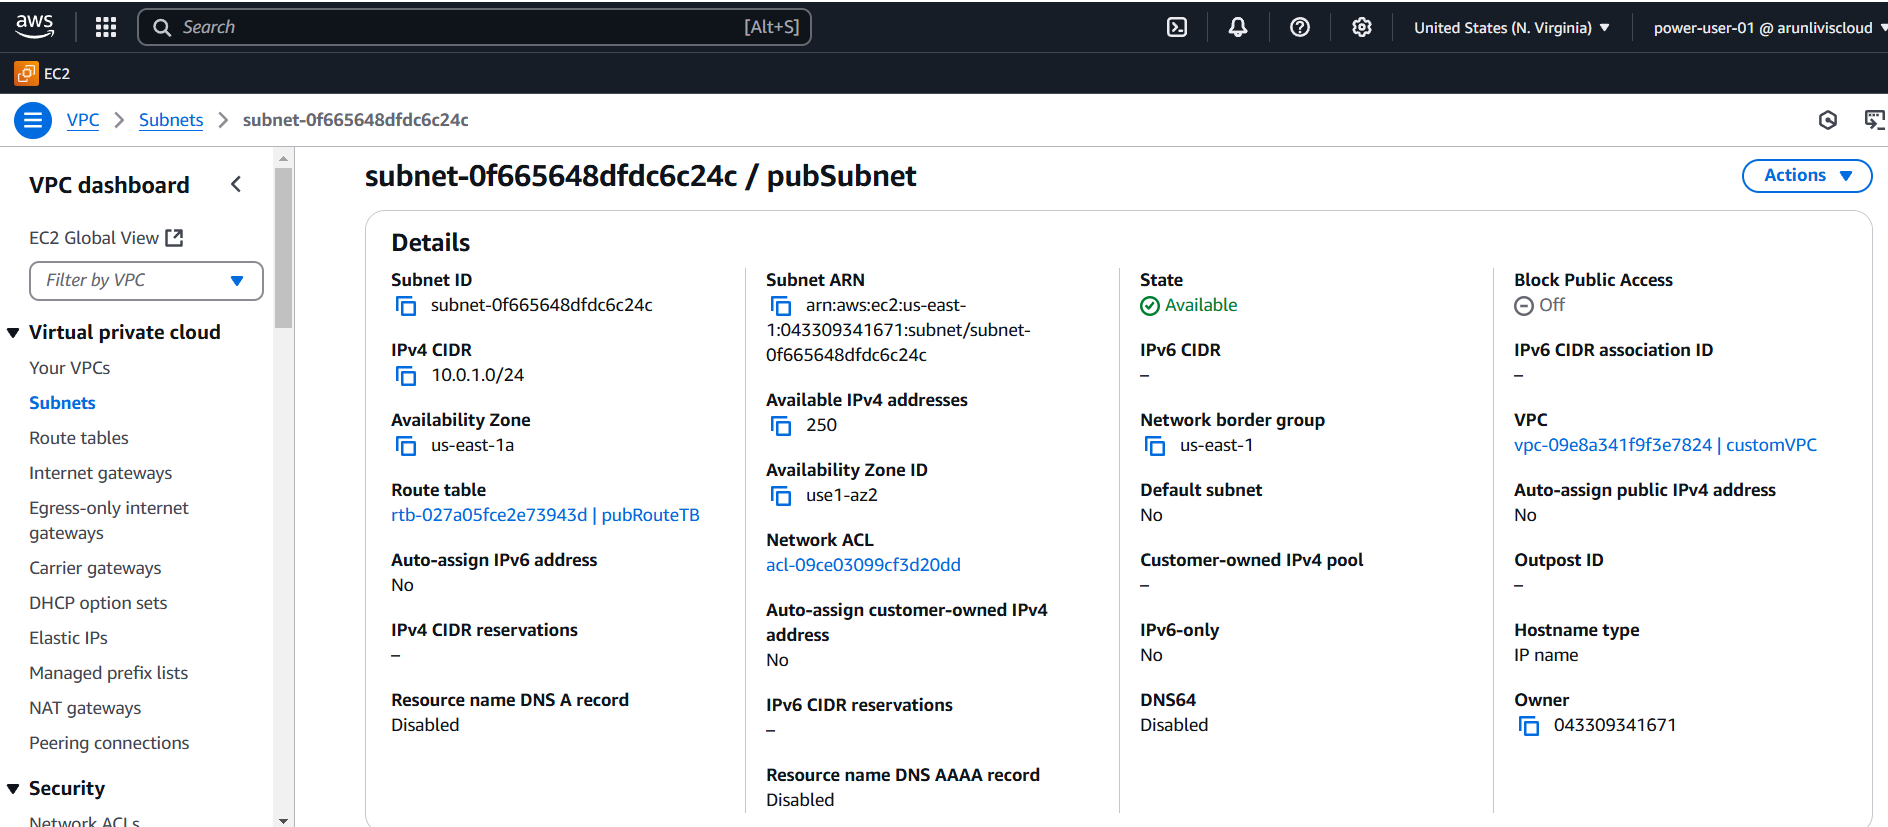 aws
Search [Alt+S]
United States (N. Virginia)
power-user-01 @ arunliviscloud
EC2
VPC
Subnets
subnet-0f665648dfdc6c24c
VPC dashboard
EC2 Global View
Filter by VPC
Virtual private cloud
Your VPCs
Subnets
Route tables
Internet gateways
Egress-only internet
gateways
Carrier gateways
DHCP option sets
Elastic IPs
Managed prefix lists
NAT gateways
Peering connections
Security
Network ACLs
subnet-0f665648dfdc6c24c / pubSubnet
Actions
Details
Subnet ID
subnet-0f665648dfdc6c24c
IPv4 CIDR
10.0.1.0/24
Availability Zone
us-east-1a
Route table
rtb-027a05fce2e73943d | pubRouteTB
Auto-assign IPv6 address
No
IPv4 CIDR reservations
–
Resource name DNS A record
Disabled
Subnet ARN
arn:aws:ec2:us-east-
1:043309341671:subnet/subnet-
0f665648dfdc6c24c
Available IPv4 addresses
250
Availability Zone ID
use1-az2
Network ACL
acl-09ce03099cf3d20dd
Auto-assign customer-owned IPv4
address
No
IPv6 CIDR reservations
–
Resource name DNS AAAA record
Disabled
State
Available
IPv6 CIDR
–
Network border group
us-east-1
Default subnet
No
Customer-owned IPv4 pool
–
IPv6-only
No
DNS64
Disabled
Block Public Access
Off
IPv6 CIDR association ID
–
VPC
vpc-09e8a341f9f3e7824 | customVPC
Auto-assign public IPv4 address
No
Outpost ID
–
Hostname type
IP name
Owner
043309341671